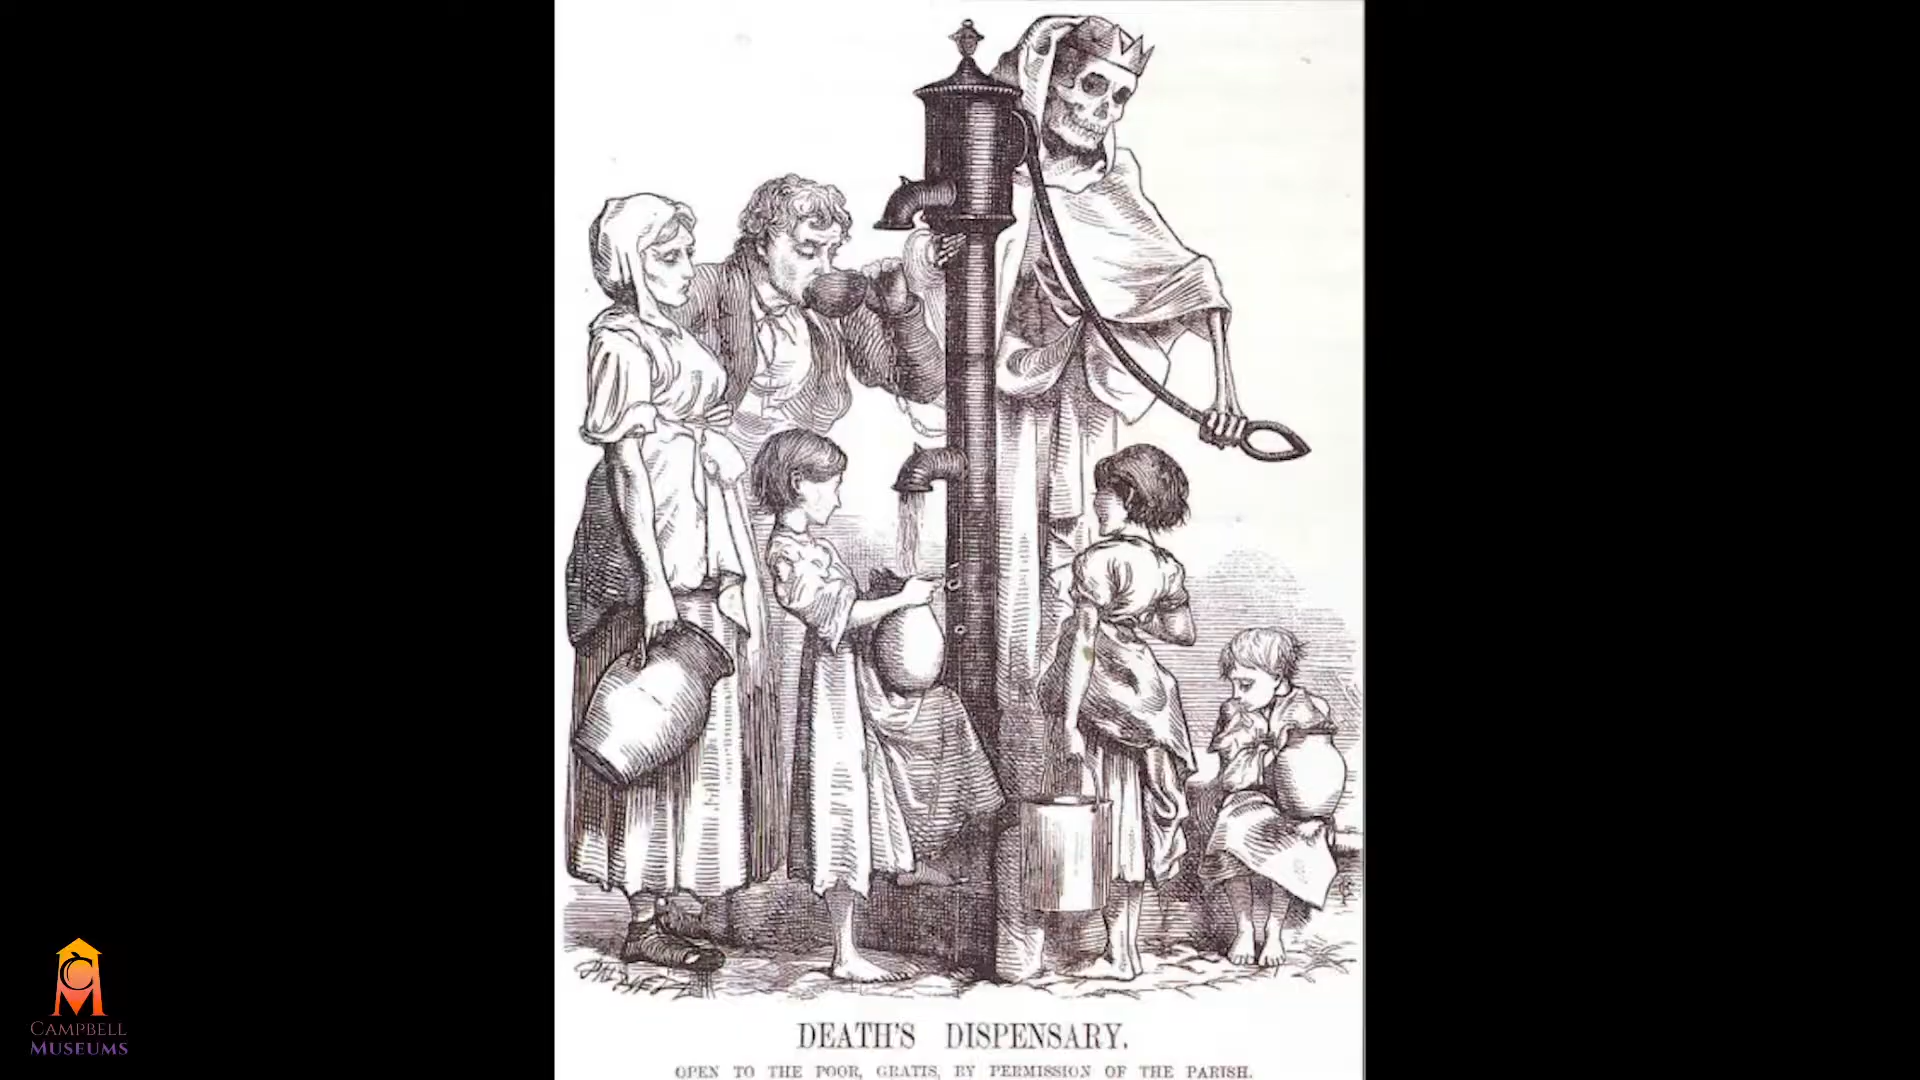 DEATH'S DISPENSARY.
OPEN TO THE POOR, GRATIS, BY PERMISSION OF THE PARISH.
CAMPBELL
MUSEUMS